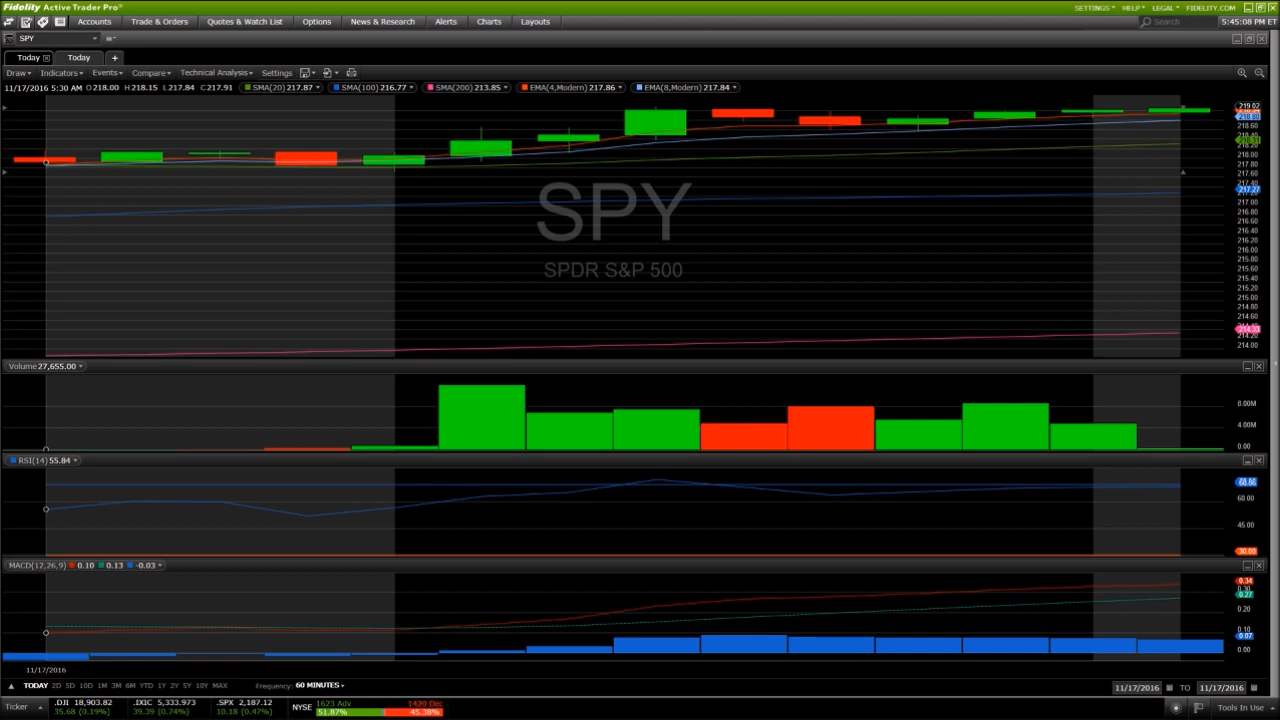 Fidelity Active Trader Pro®
SETTINGS HELP LEGAL FIDELITY.COM
Accounts Trade & Orders Quotes & Watch List Options News & Research Alerts Charts Layouts Search 5:45:08 PM ET
SPY
Today Today +
Draw Indicators Events Compare Technical Analysis Settings
11/17/2016 5:30 AM O 218.00 H 218.15 L 217.84 C 217.91 SMA(20) 217.87 SMA(100) 216.77 SMA(200) 213.85 EMA(4,Modern) 217.86 EMA(8,Modern) 217.84
219.02
218.80
218.60
218.20
218.00
217.80
217.60
217.40
217.27
217.00
216.80
216.60
216.40
216.20
216.00
215.80
215.60
215.40
215.20
215.00
214.80
214.60
214.33
214.00
SPY
SPDR S&P 500
Volume 27,655.00
8.00M
4.00M
0.00
RSI(14) 55.84
68.66
60.00
45.00
30.00
MACD(12,26,9) 0.10 0.13 -0.03
0.34
0.30
0.27
0.20
0.10
0.07
0.00
11/17/2016
TODAY 2D 5D 10D 1M 3M 6M YTD 1Y 2Y 5Y 10Y MAX Frequency: 60 MINUTES 11/17/2016 TO 11/17/2016
Ticker .DJI 18,903.82 .IXIC 5,333.973 .SPX 2,187.12 NYSE 1623 Adv 1420 Dec Tools In Use
35.68 (0.19%) 39.39 (0.74%) 10.18 (0.47%) 51.87% 45.38%